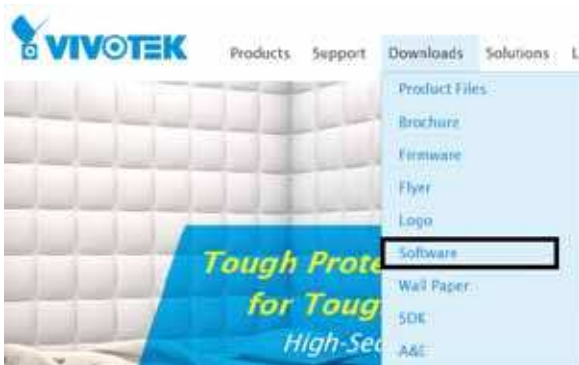 VIVOTEK
Products Support Downloads Solutions L
Product Files
Brochure
Firmware
Flyer
Logo
Software
Wall Paper
SDK
A&E
Tough Prote
for Toug
High-Sec